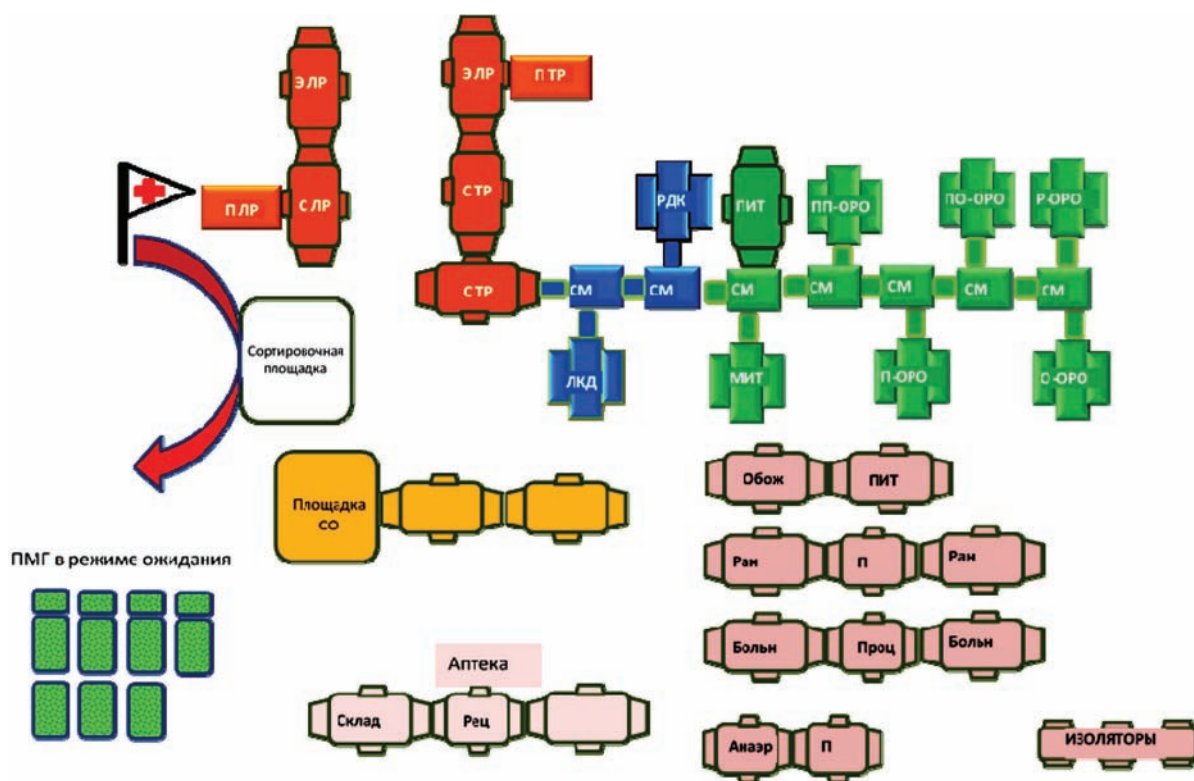 ЭЛР
ЭЛР
ПТР
ПЛР
СЛР
СТР
РДК
ПИТ
ПП-ОРО
ПО-ОРО
Р-ОРО
СТР
СМ
СМ
СМ
СМ
СМ
СМ
СМ
Сортировочная
площадка
ЛКД
МИТ
П-ОРО
О-ОРО
Площадка
СО
Обож
ПИТ
ПМГ в режиме ожидания
Ран
П
Ран
Больн
Проц
Больн
Аптека
Склад
Рец
Анаэр
П
ИЗОЛЯТОРЫ